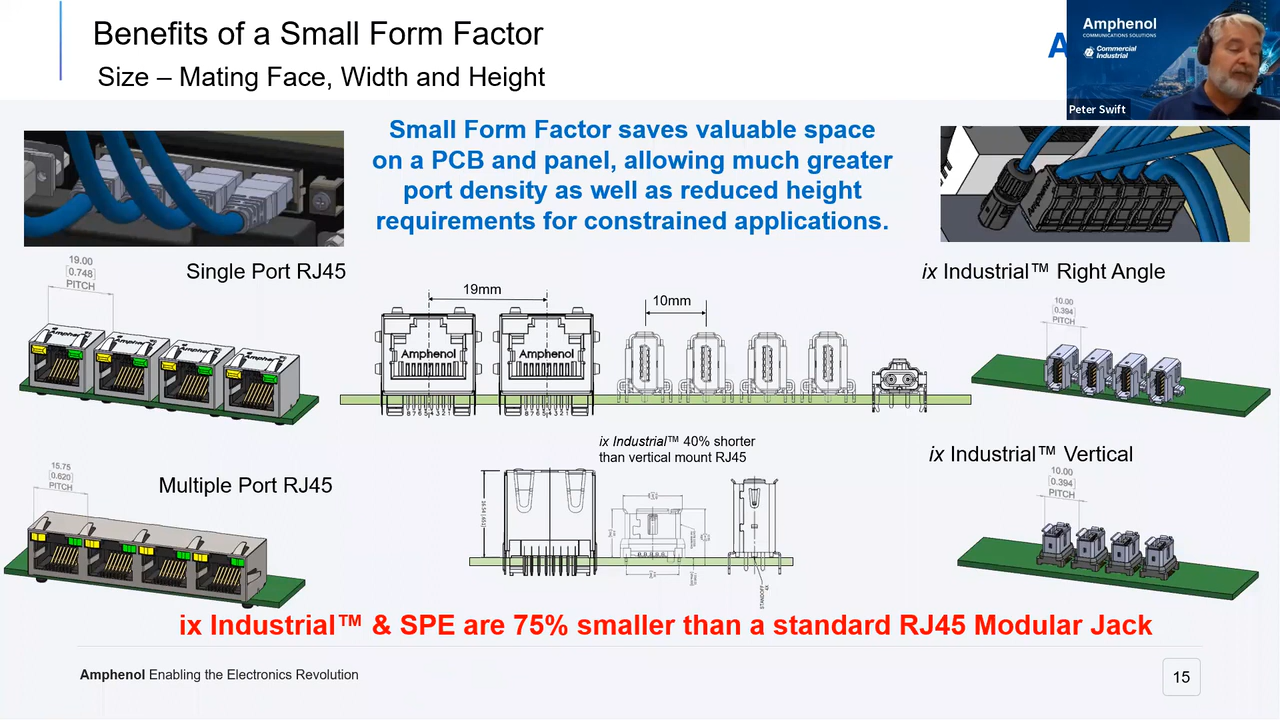 Benefits of a Small Form Factor
Size – Mating Face, Width and Height
A
Amphenol
COMMUNICATIONS SOLUTIONS
Commercial
Industrial
Peter Swift
Small Form Factor saves valuable space
on a PCB and panel, allowing much greater
port density as well as reduced height
requirements for constrained applications.
Amphenol
Single Port RJ45
19.00
[0.748]
PITCH
19mm
10mm
Amphenol
Amphenol
ix Industrial™ Right Angle
10.00
[0.394]
PITCH
ix Industrial™ 40% shorter
than vertical mount RJ45
Multiple Port RJ45
15.75
[0.620]
PITCH
ix Industrial™ Vertical
10.00
[0.394]
PITCH
ix Industrial™ & SPE are 75% smaller than a standard RJ45 Modular Jack
Amphenol Enabling the Electronics Revolution
15